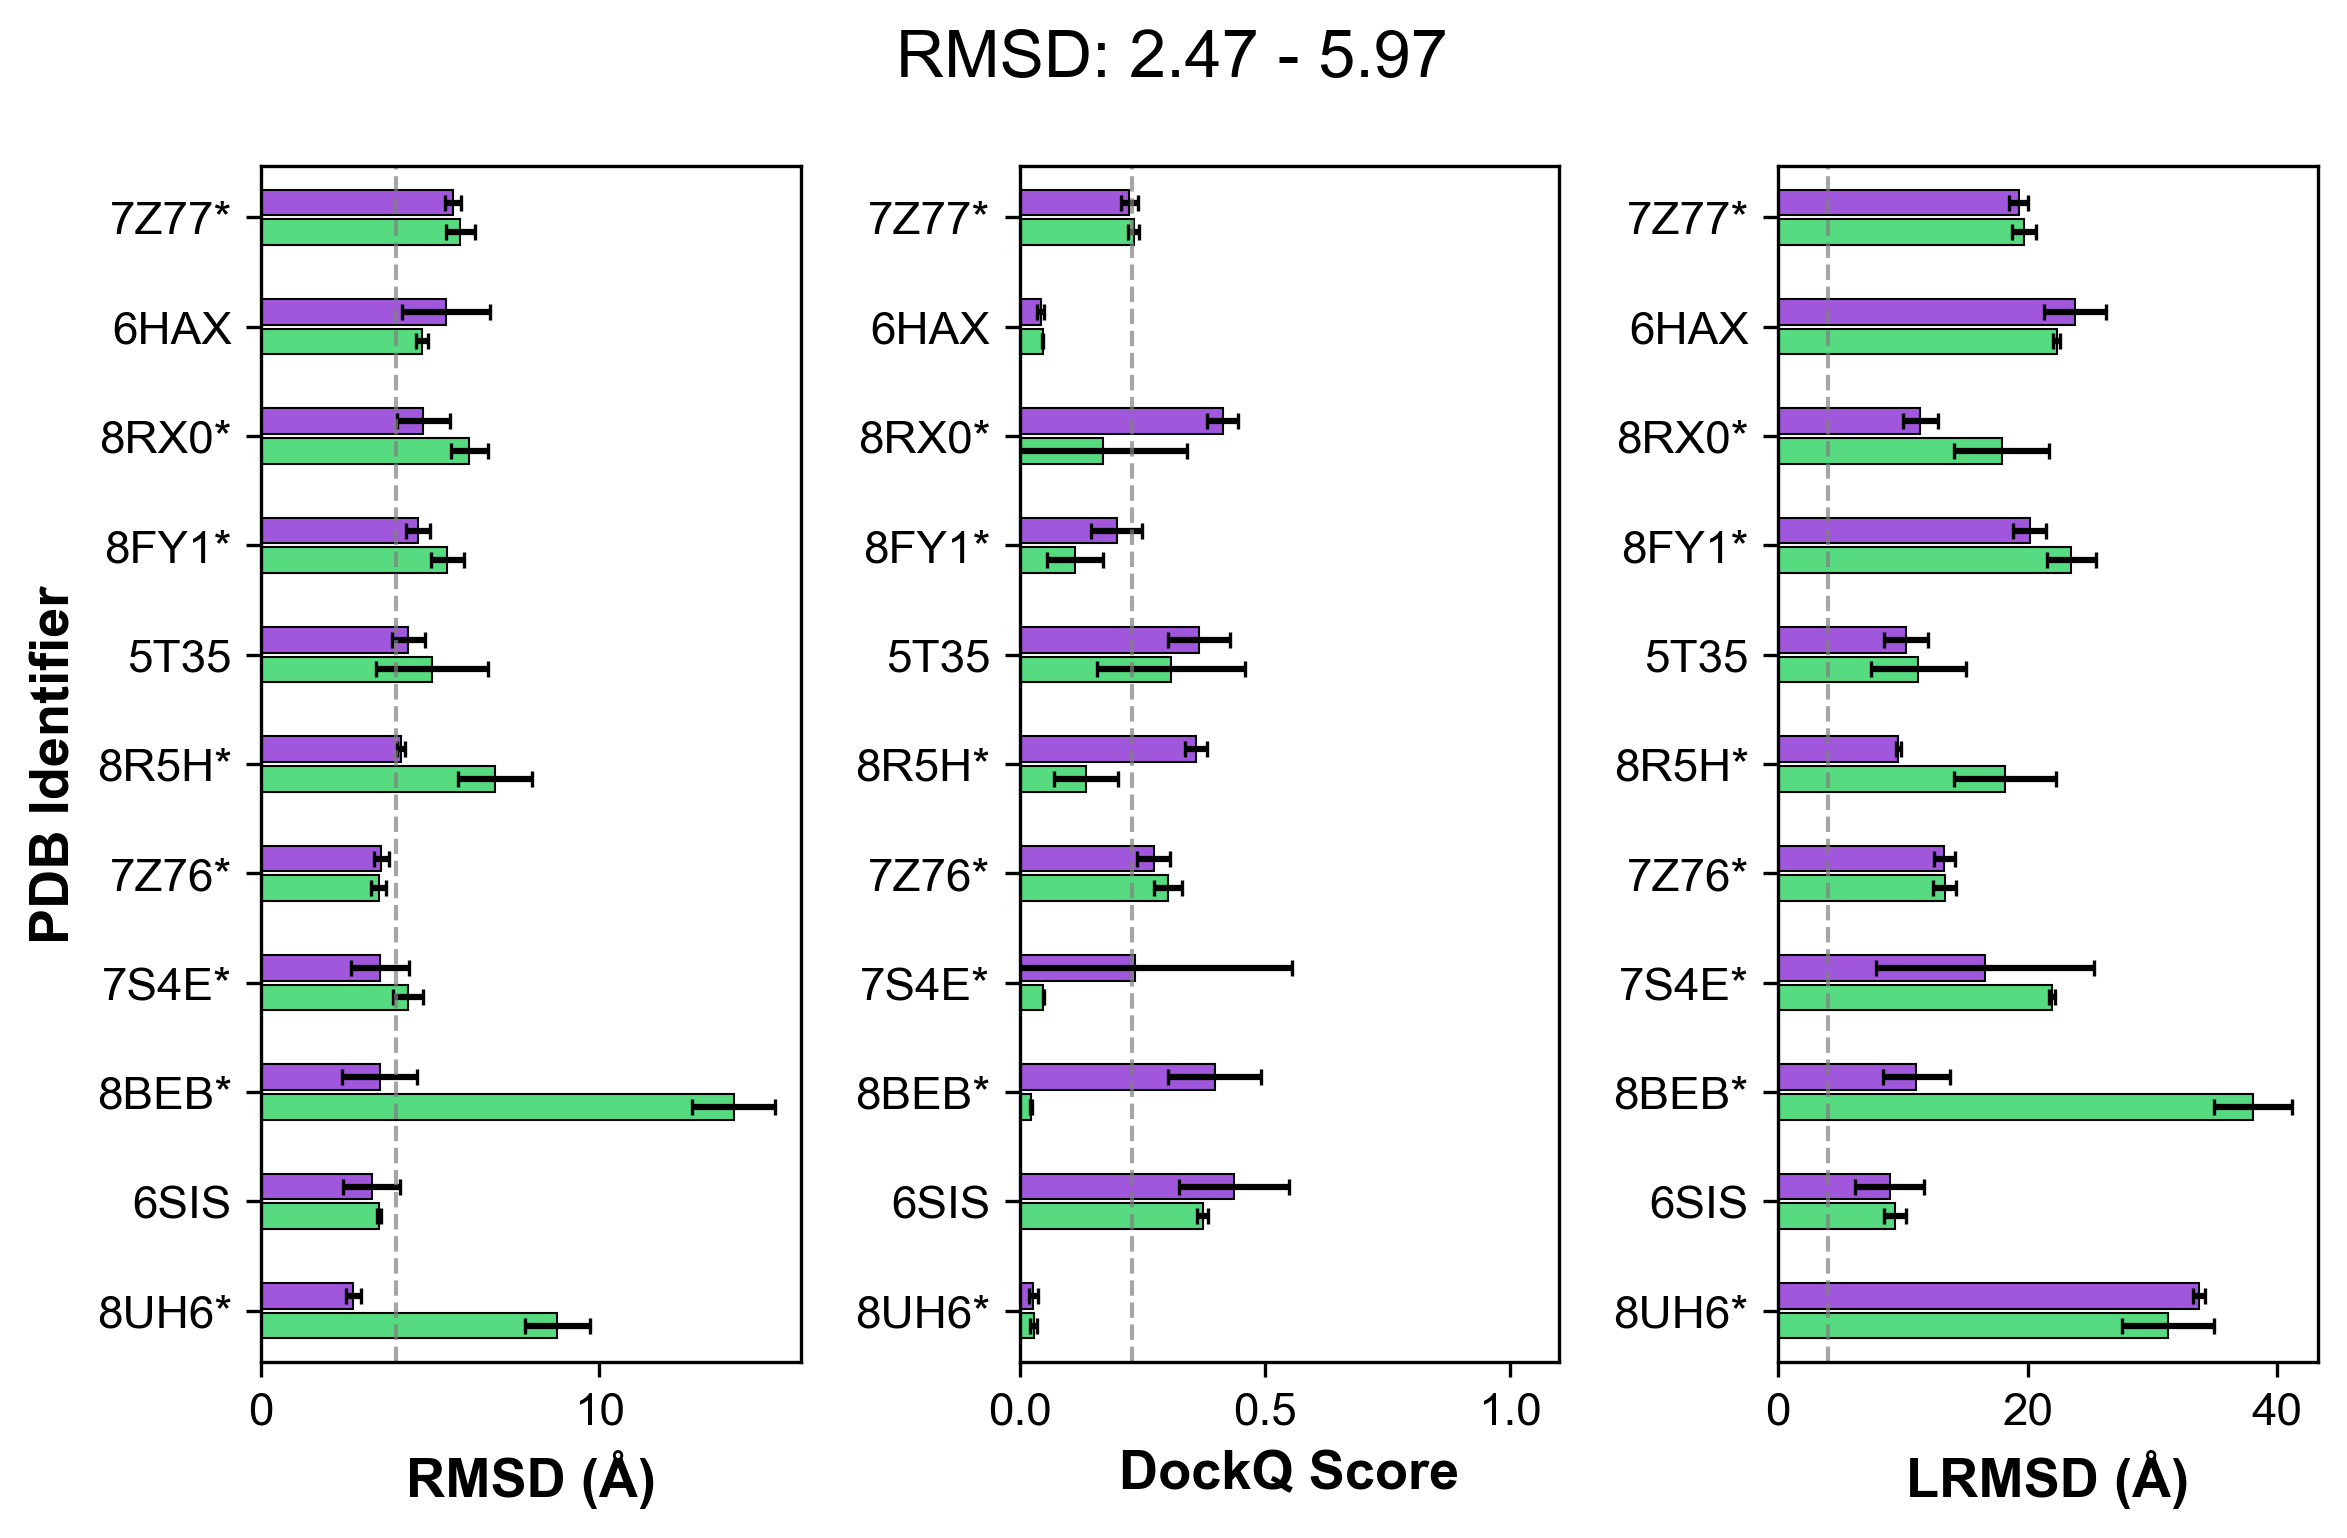 RMSD: 2.47 - 5.97
PDB Identifier
7Z77*
6HAX
8RX0*
8FY1*
5T35
8R5H*
7Z76*
7S4E*
8BEB*
6SIS
8UH6*
0 10
RMSD (Å)
7Z77*
6HAX
8RX0*
8FY1*
5T35
8R5H*
7Z76*
7S4E*
8BEB*
6SIS
8UH6*
0.0 0.5 1.0
DockQ Score
7Z77*
6HAX
8RX0*
8FY1*
5T35
8R5H*
7Z76*
7S4E*
8BEB*
6SIS
8UH6*
0 20 40
LRMSD (Å)